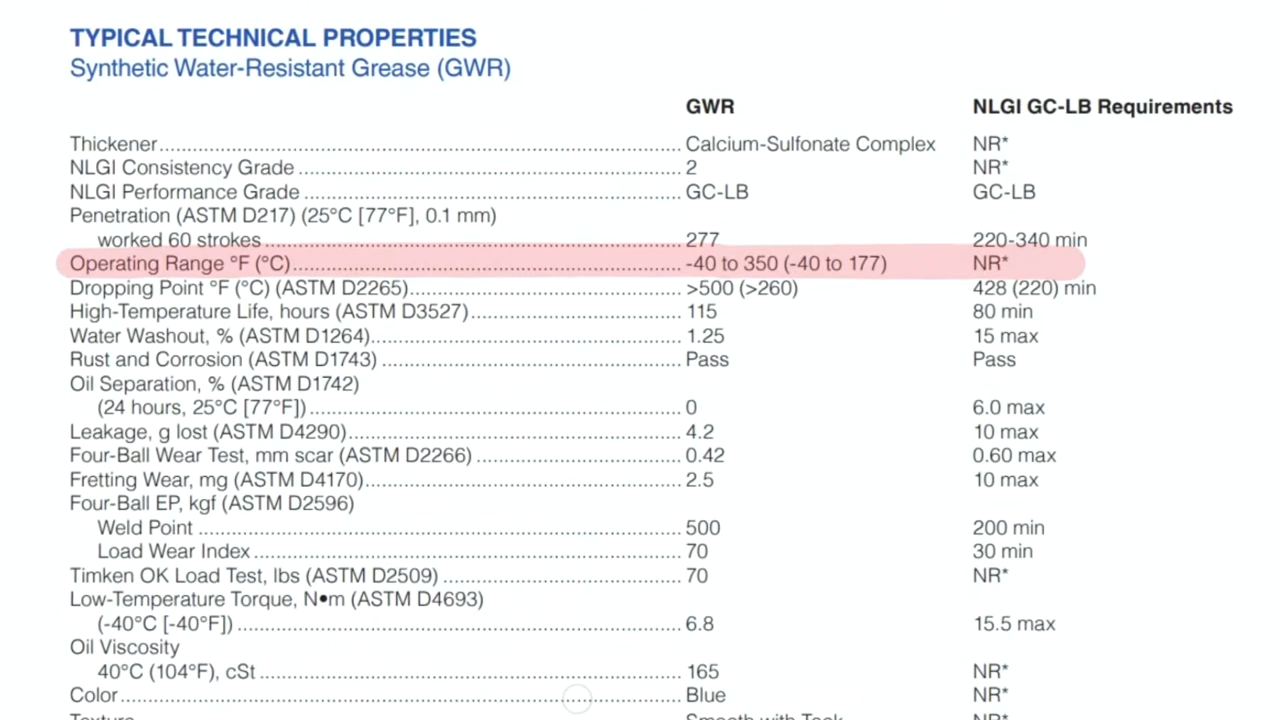 TYPICAL TECHNICAL PROPERTIES
Synthetic Water-Resistant Grease (GWR)
GWR NLGI GC-LB Requirements
Thickener Calcium-Sulfonate Complex NR*
NLGI Consistency Grade 2 NR*
NLGI Performance Grade GC-LB GC-LB
Penetration (ASTM D217) (25°C [77°F], 0.1 mm)
worked 60 strokes 277 220-340 min
Operating Range °F (°C) -40 to 350 (-40 to 177) NR*
Dropping Point °F (°C) (ASTM D2265) >500 (>260) 428 (220) min
High-Temperature Life, hours (ASTM D3527) 115 80 min
Water Washout, % (ASTM D1264) 1.25 15 max
Rust and Corrosion (ASTM D1743) Pass Pass
Oil Separation, % (ASTM D1742)
(24 hours, 25°C [77°F]) 0 6.0 max
Leakage, g lost (ASTM D4290) 4.2 10 max
Four-Ball Wear Test, mm scar (ASTM D2266) 0.42 0.60 max
Fretting Wear, mg (ASTM D4170) 2.5 10 max
Four-Ball EP, kgf (ASTM D2596)
Weld Point 500 200 min
Load Wear Index 70 30 min
Timken OK Load Test, lbs (ASTM D2509) 70 NR*
Low-Temperature Torque, N•m (ASTM D4693)
(-40°C [-40°F]) 6.8 15.5 max
Oil Viscosity
40°C (104°F), cSt 165 NR*
Color Blue NR*
Texture Smooth with Tack NR*